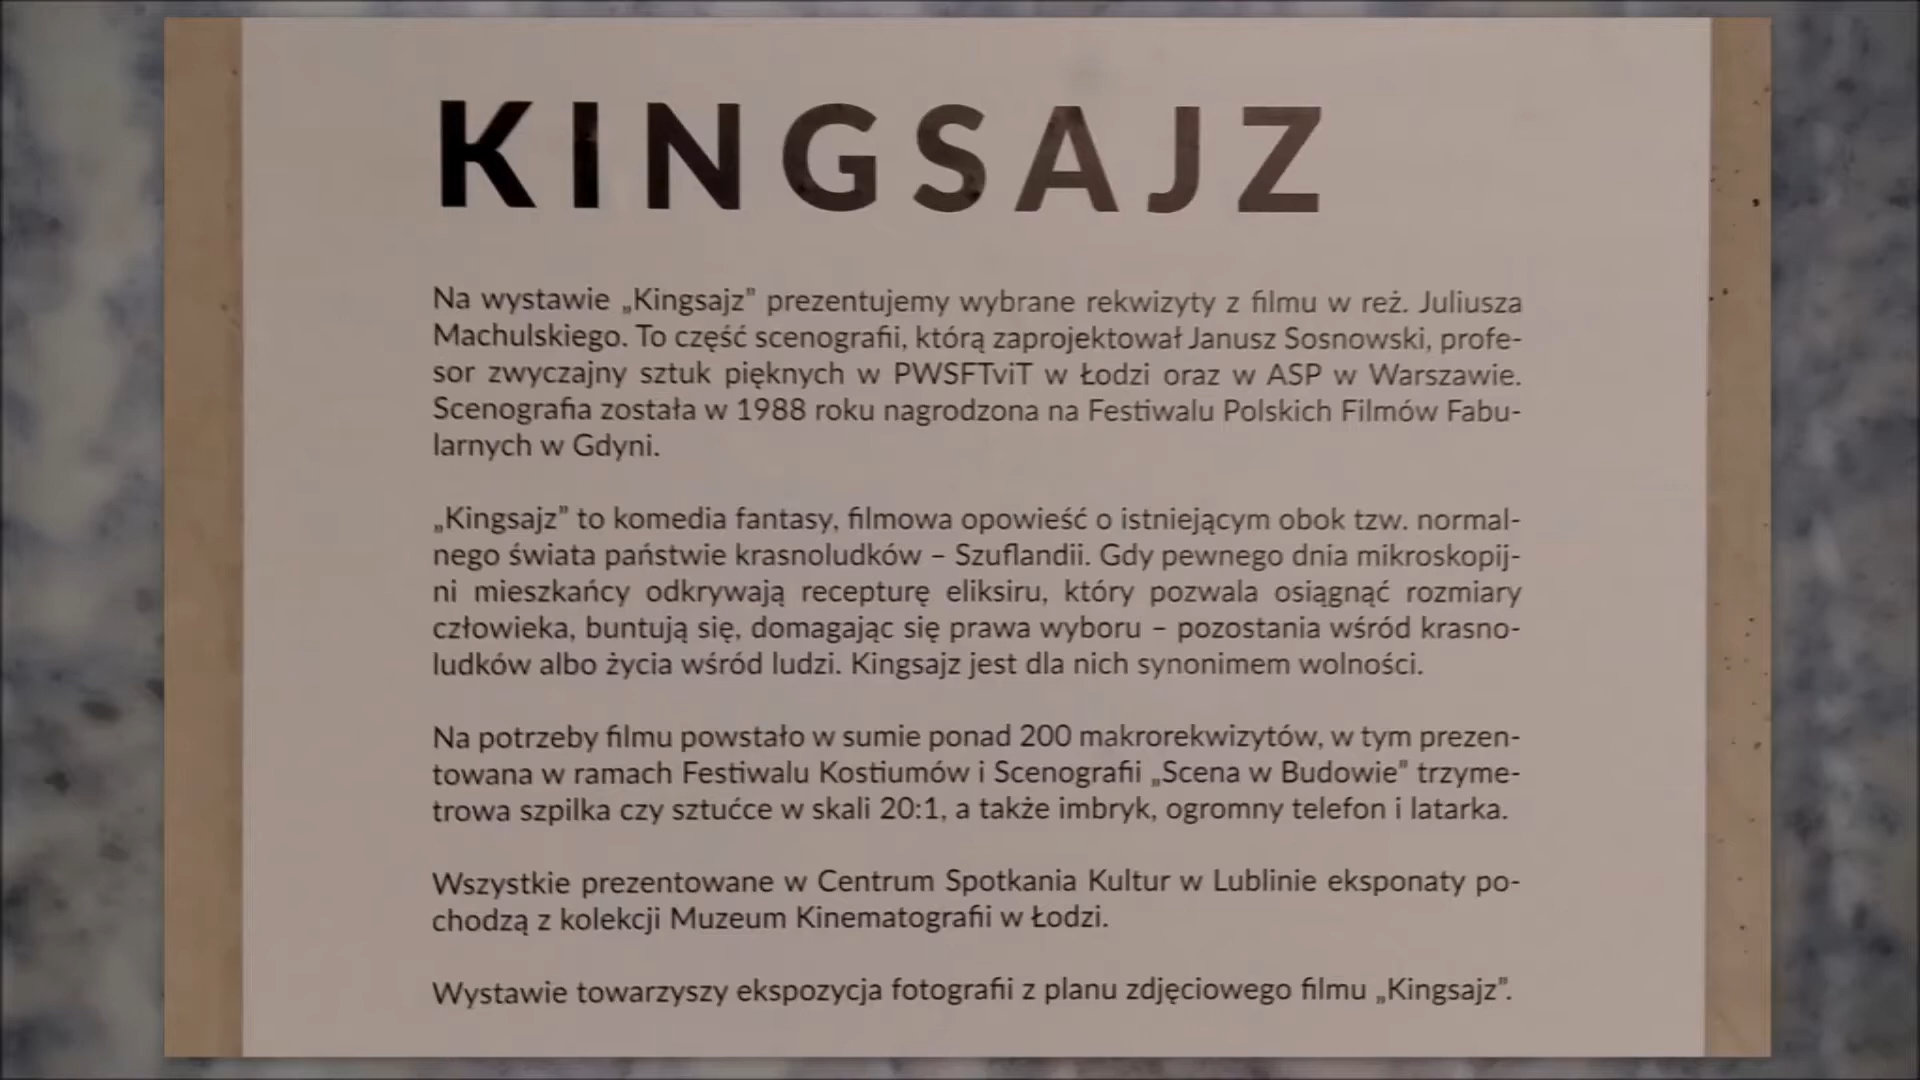 KINGSAJZ
Na wystawie „Kingsajz” prezentujemy wybrane rekwizyty z filmu w reż. Juliusza
Machulskiego. To część scenografii, którą zaprojektował Janusz Sosnowski, profe-
sor zwyczajny sztuk pięknych w PWSFTviT w Łodzi oraz w ASP w Warszawie.
Scenografia została w 1988 roku nagrodzona na Festiwalu Polskich Filmów Fabu-
larnych w Gdyni.
„Kingsajz” to komedia fantasy, filmowa opowieść o istniejącym obok tzw. normal-
nego świata państwie krasnoludków – Szuflandii. Gdy pewnego dnia mikroskopij-
ni mieszkańcy odkrywają recepturę eliksiru, który pozwala osiągnąć rozmiary
człowieka, buntują się, domagając się prawa wyboru – pozostania wśród krasno-
ludków albo życia wśród ludzi. Kingsajz jest dla nich synonimem wolności.
Na potrzeby filmu powstało w sumie ponad 200 makrorekwizytów, w tym prezen-
towana w ramach Festiwalu Kostiumów i Scenografii „Scena w Budowie” trzyme-
trowa szpilka czy sztućce w skali 20:1, a także imbryk, ogromny telefon i latarka.
Wszystkie prezentowane w Centrum Spotkania Kultur w Lublinie eksponaty po-
chodzą z kolekcji Muzeum Kinematografii w Łodzi.
Wystawie towarzyszy ekspozycja fotografii z planu zdjęciowego filmu „Kingsajz”.